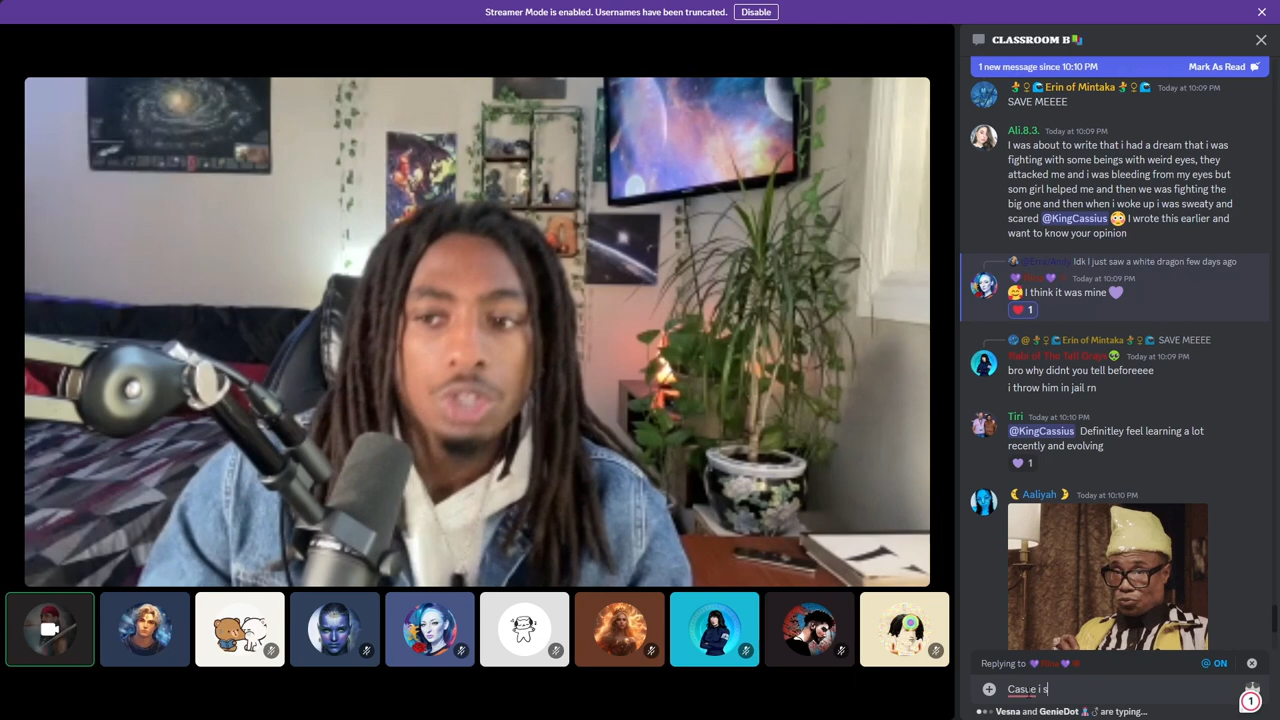 Streamer Mode is enabled. Usernames have been truncated. Disable
CLASSROOM B
1 new message since 10:10 PM Mark As Read
Erin of Mintaka Today at 10:09 PM
SAVE MEEEE
Ali.8.3. Today at 10:09 PM
I was about to write that i had a dream that i was
fighting with some beings with weird eyes, they
attacked me and i was bleeding from my eyes but
som girl helped me and then we was fighting the
big one and then when i woke up i was sweaty and
scared @KingCassius 😳 I wrote this earlier and
want to know your opinion
Idk I just saw a white dragon few days ago
Today at 10:09 PM
🥰 I think it was mine 💜
❤️ 1
@ Erin of Mintaka SAVE MEEEE
Rula of The Tall Grays Today at 10:09 PM
bro why didnt you tell beforeeee
i throw him in jail rn
Tiri Today at 10:10 PM
@KingCassius Definitley feel learning a lot
recently and evolving
💜 1
Aaliyah Today at 10:10 PM
Replying to @ ON
Casue i s
1
Vesna and GenieDot are typing...